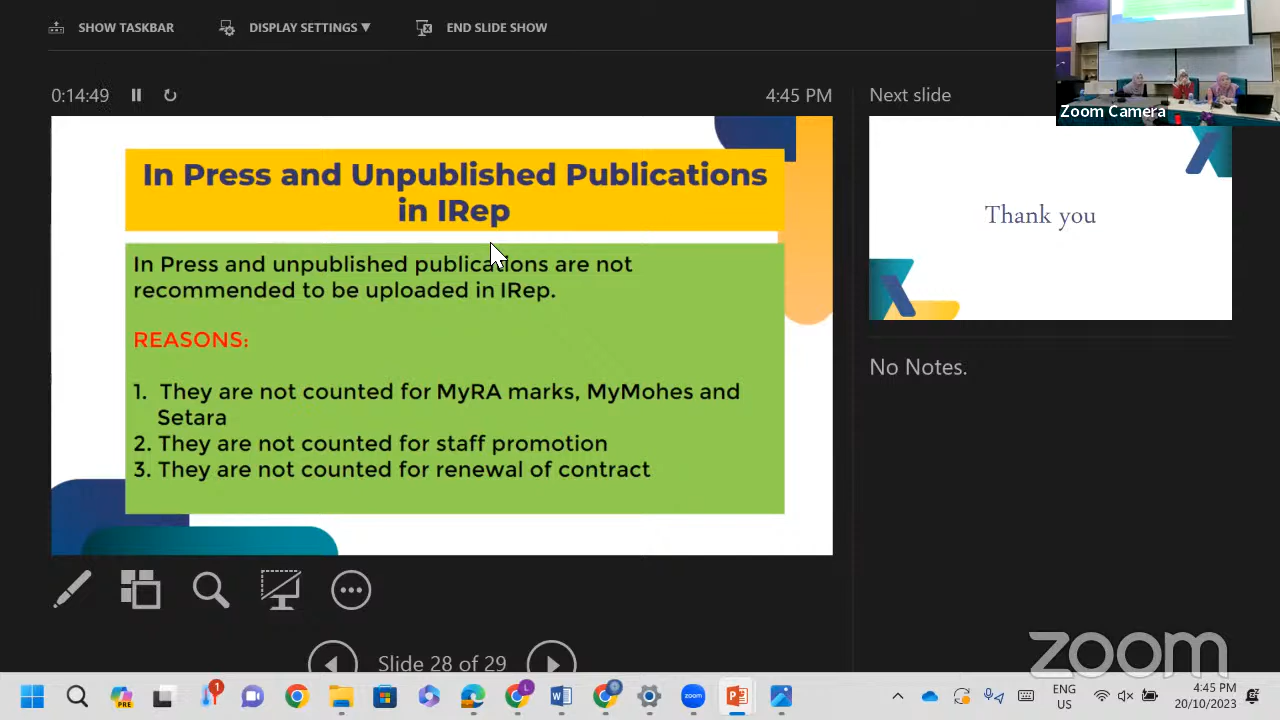 SHOW TASKBAR
DISPLAY SETTINGS ▼
END SLIDE SHOW
Zoom Camera
0:14:49
4:45 PM
Next slide
In Press and Unpublished Publications
in IRep
In Press and unpublished publications are not
recommended to be uploaded in IRep.
REASONS:
1. They are not counted for MyRA marks, MyMohes and
Setara
2. They are not counted for staff promotion
3. They are not counted for renewal of contract
Thank you
No Notes.
Slide 28 of 29
zoom
PRE
1
L
zoom
ENG
US
4:45 PM
20/10/2023